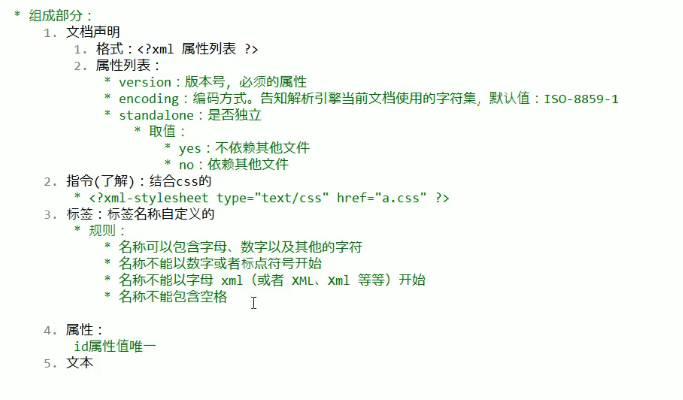 * 组成部分：
1. 文档声明
1. 格式：<?xml 属性列表 ?>
2. 属性列表：
* version：版本号，必须的属性
* encoding：编码方式。告知解析引擎当前文档使用的字符集，默认值：ISO-8859-1
* standalone：是否独立
* 取值：
* yes：不依赖其他文件
* no：依赖其他文件
2. 指令(了解)：结合css的
* <?xml-stylesheet type="text/css" href="a.css" ?>
3. 标签：标签名称自定义的
* 规则：
* 名称可以包含字母、数字以及其他的字符
* 名称不能以数字或者标点符号开始
* 名称不能以字母 xml（或者 XML、Xml 等等）开始
* 名称不能包含空格
4. 属性：
id属性值唯一
5. 文本